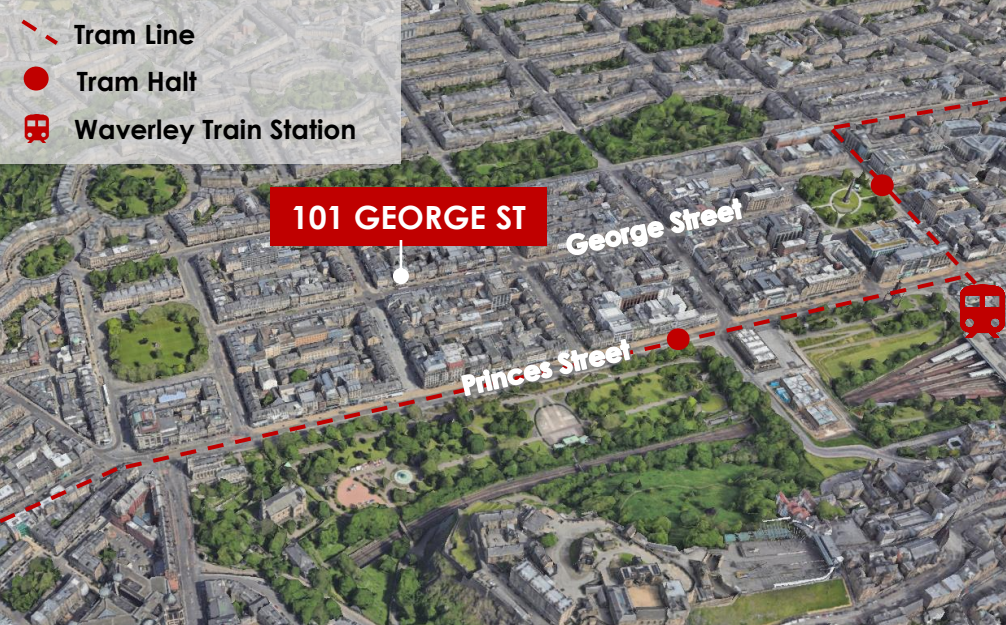 Tram Line
Tram Halt
Waverley Train Station
101 GEORGE ST
George Street
Princes Street